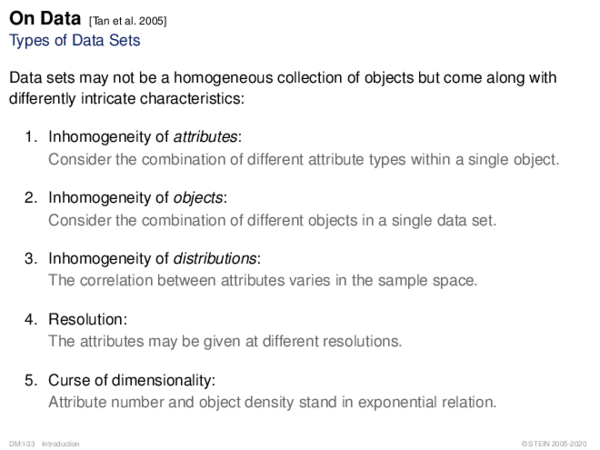 On Data [Tan et al. 2005]
Types of Data Sets
Data sets may not be a homogeneous collection of objects but come along with
differently intricate characteristics:
1. Inhomogeneity of attributes:
Consider the combination of different attribute types within a single object.
2. Inhomogeneity of objects:
Consider the combination of different objects in a single data set.
3. Inhomogeneity of distributions:
The correlation between attributes varies in the sample space.
4. Resolution:
The attributes may be given at different resolutions.
5. Curse of dimensionality:
Attribute number and object density stand in exponential relation.
DM:I-33 Introduction © STEIN 2005-2020